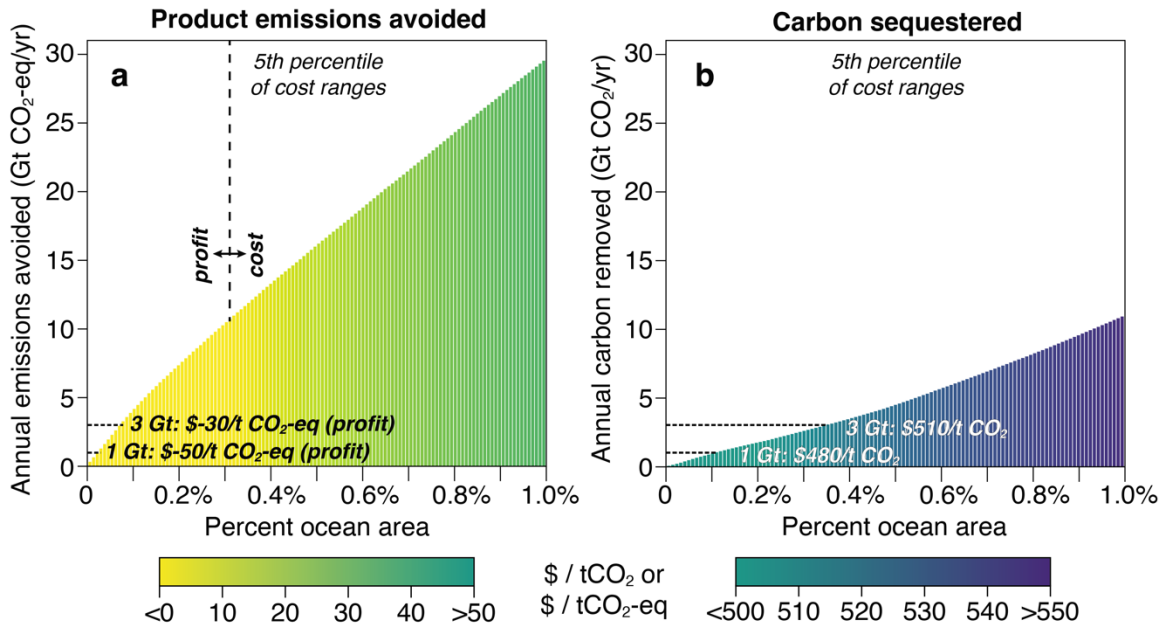 Product emissions avoided
Annual emissions avoided (Gt CO₂-eq/yr)
30
25
20
15
10
5
0
a
5th percentile
of cost ranges
profit
cost
3 Gt: $-30/t CO₂-eq (profit)
1 Gt: $-50/t CO₂-eq (profit)
0 0.2% 0.4% 0.6% 0.8% 1.0%
Percent ocean area
Carbon sequestered
Annual carbon removed (Gt CO₂/yr)
30
25
20
15
10
5
0
b
5th percentile
of cost ranges
3 Gt: $510/t CO₂
1 Gt: $480/t CO₂
0 0.2% 0.4% 0.6% 0.8% 1.0%
Percent ocean area
<0 10 20 30 40 >50
$ / tCO₂ or
$ / tCO₂-eq
<500 510 520 530 540 >550